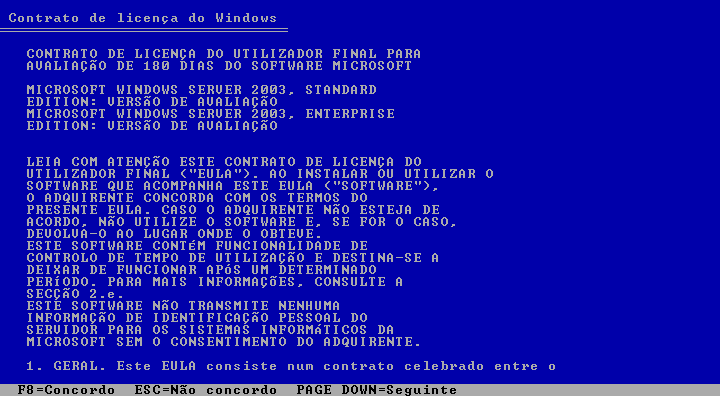 Contrato de licença do Windows
CONTRATO DE LICENÇA DO UTILIZADOR FINAL PARA
AVALIAÇÃO DE 180 DIAS DO SOFTWARE MICROSOFT
MICROSOFT WINDOWS SERVER 2003, STANDARD
EDITION: VERSÃO DE AVALIAÇÃO
MICROSOFT WINDOWS SERVER 2003, ENTERPRISE
EDITION: VERSÃO DE AVALIAÇÃO
LEIA COM ATENÇÃO ESTE CONTRATO DE LICENÇA DO
UTILIZADOR FINAL ("EULA"). AO INSTALAR OU UTILIZAR O
SOFTWARE QUE ACOMPANHA ESTE EULA ("SOFTWARE"),
O ADQUIRENTE CONCORDA COM OS TERMOS DO
PRESENTE EULA. CASO O ADQUIRENTE NÃO ESTEJA DE
ACORDO, NÃO UTILIZE O SOFTWARE E, SE FOR O CASO,
DEVOLVA-O AO LUGAR ONDE O OBTEVE.
ESTE SOFTWARE CONTÉM FUNCIONALIDADE DE
CONTROLO DE TEMPO DE UTILIZAÇÃO E DESTINA-SE A
DEIXAR DE FUNCIONAR APÓS UM DETERMINADO
PERÍODO. PARA MAIS INFORMAÇÕES, CONSULTE A
SECÇÃO 2.e.
ESTE SOFTWARE NÃO TRANSMITE NENHUMA
INFORMAÇÃO DE IDENTIFICAÇÃO PESSOAL DO
SERVIDOR PARA OS SISTEMAS INFORMÁTICOS DA
MICROSOFT SEM O CONSENTIMENTO DO ADQUIRENTE.
1. GERAL. Este EULA consiste num contrato celebrado entre o
F8=Concordo  ESC=Não concordo  PAGE DOWN=Seguinte